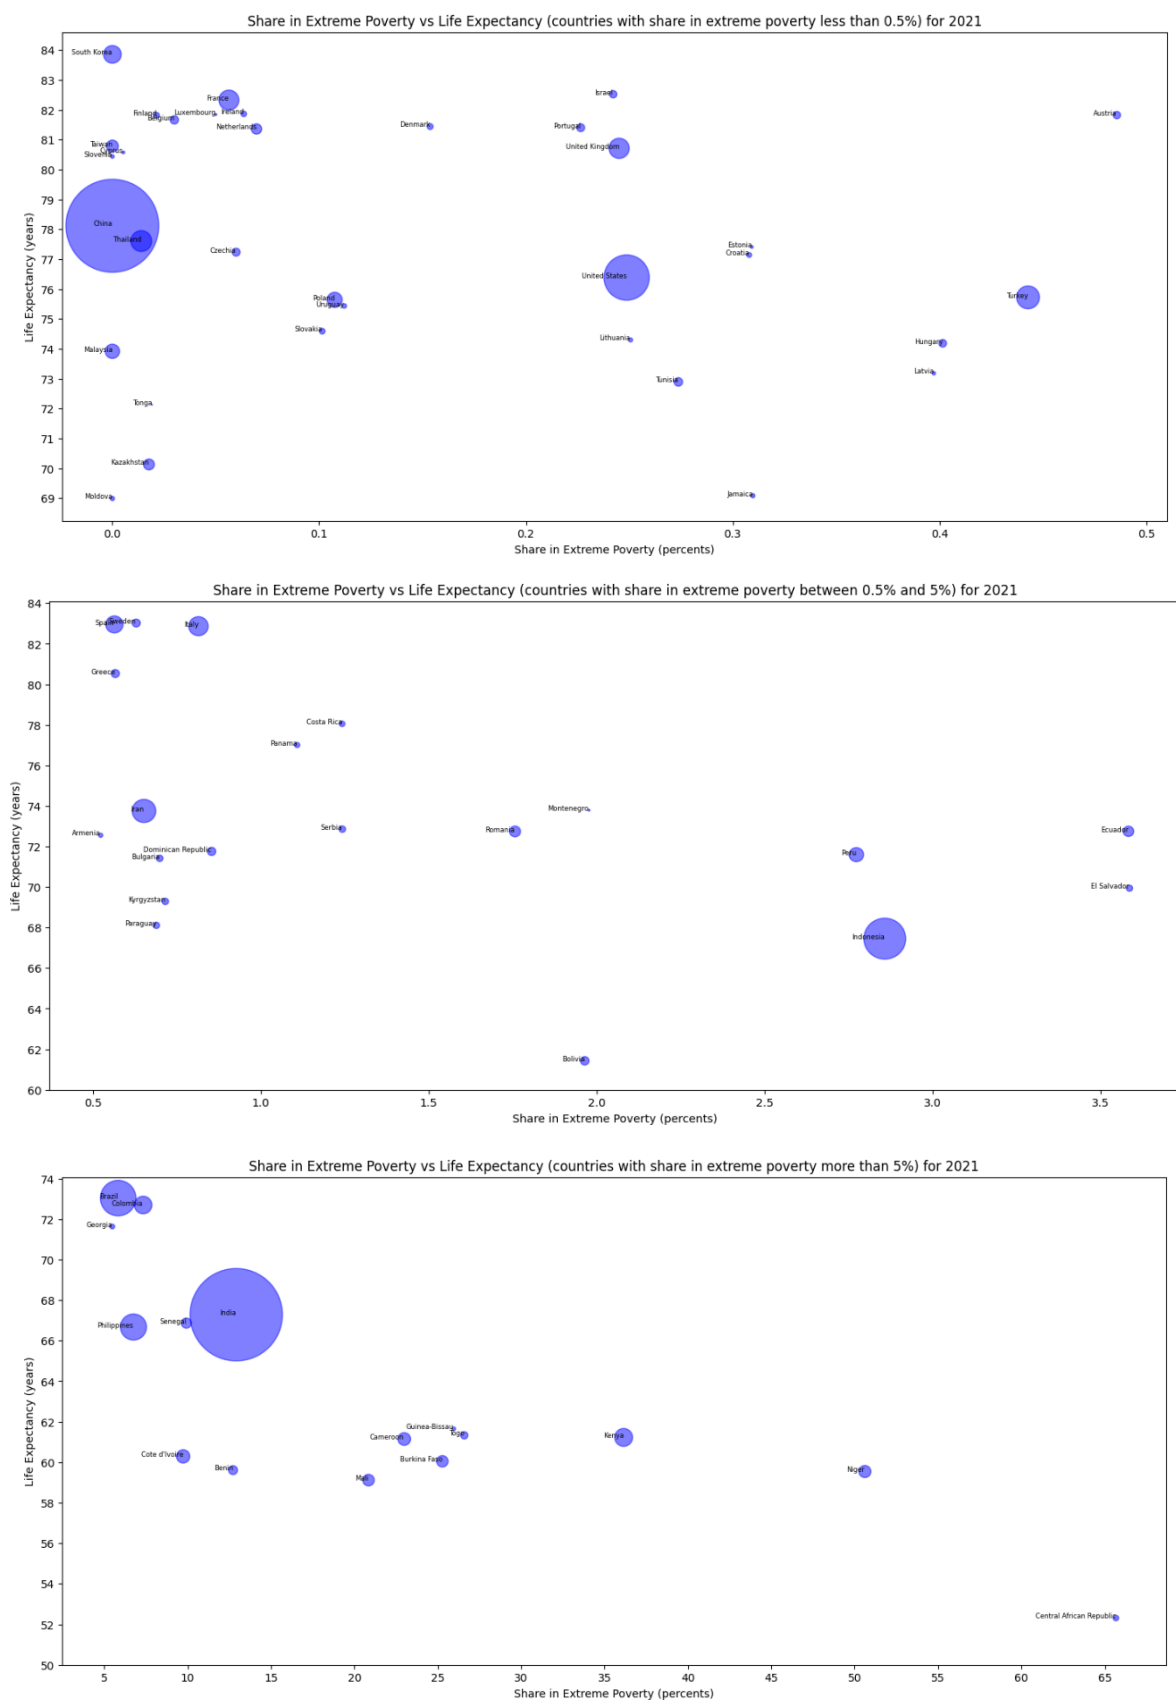 Share in Extreme Poverty vs Life Expectancy (countries with share in extreme poverty less than 0.5%) for 2021
84
83
82
81
80
79
78
77
76
75
74
73
72
71
70
69
Life Expectancy (years)
South Korea
France
Israel
Finland
Belgium
Luxembourg
Ireland
Netherlands
Denmark
Portugal
Austria
Taiwan
Cyprus
Slovenia
United Kingdom
China
Thailand
Czechia
Estonia
Croatia
United States
Poland
Uruguay
Turkey
Slovakia
Lithuania
Hungary
Malaysia
Latvia
Tunisia
Tonga
Kazakhstan
Moldova
Jamaica
0.0 0.1 0.2 0.3 0.4 0.5
Share in Extreme Poverty (percents)
Share in Extreme Poverty vs Life Expectancy (countries with share in extreme poverty between 0.5% and 5%) for 2021
84
82
80
78
76
74
72
70
68
66
64
62
60
Life Expectancy (years)
Spain
Sweden
Italy
Greece
Costa Rica
Panama
Iran
Montenegro
Armenia
Serbia
Romania
Ecuador
Dominican Republic
Bulgaria
Peru
El Salvador
Kyrgyzstan
Paraguay
Indonesia
Bolivia
0.5 1.0 1.5 2.0 2.5 3.0 3.5
Share in Extreme Poverty (percents)
Share in Extreme Poverty vs Life Expectancy (countries with share in extreme poverty more than 5%) for 2021
74
72
70
68
66
64
62
60
58
56
54
52
50
Life Expectancy (years)
Brazil
Colombia
Georgia
India
Philippines
Senegal
Guinea-Bissau
Togo
Cameroon
Kenya
Cote d'Ivoire
Burkina Faso
Benin
Mali
Niger
Central African Republic
5 10 15 20 25 30 35 40 45 50 55 60 65
Share in Extreme Poverty (percents)